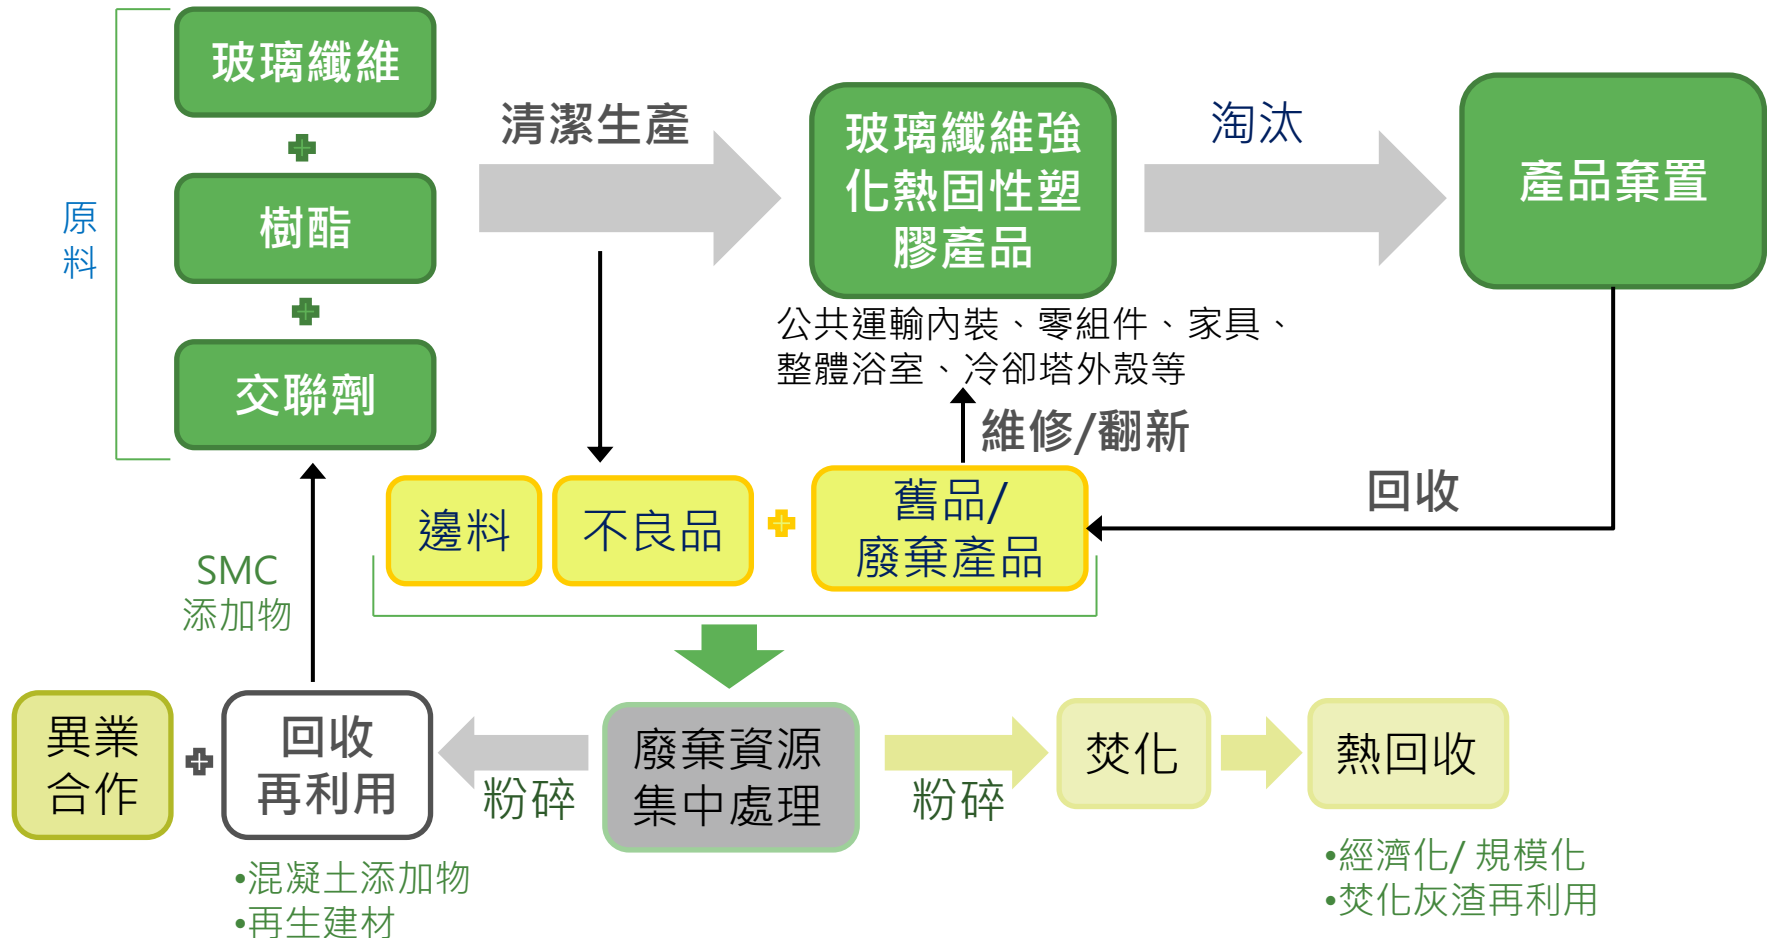 玻璃纖維
樹酯
交聯劑
原
料
清潔生產
玻璃纖維強
化熱固性塑
膠產品
淘汰
產品棄置
公共運輸內裝、零組件、家具、
整體浴室、冷卻塔外殼等
維修/翻新
回收
邊料
不良品
舊品/
廢棄產品
SMC
添加物
異業
合作
回收
再利用
粉碎
廢棄資源
集中處理
粉碎
焚化
熱回收
•混凝土添加物
•再生建材
•經濟化/ 規模化
•焚化灰渣再利用